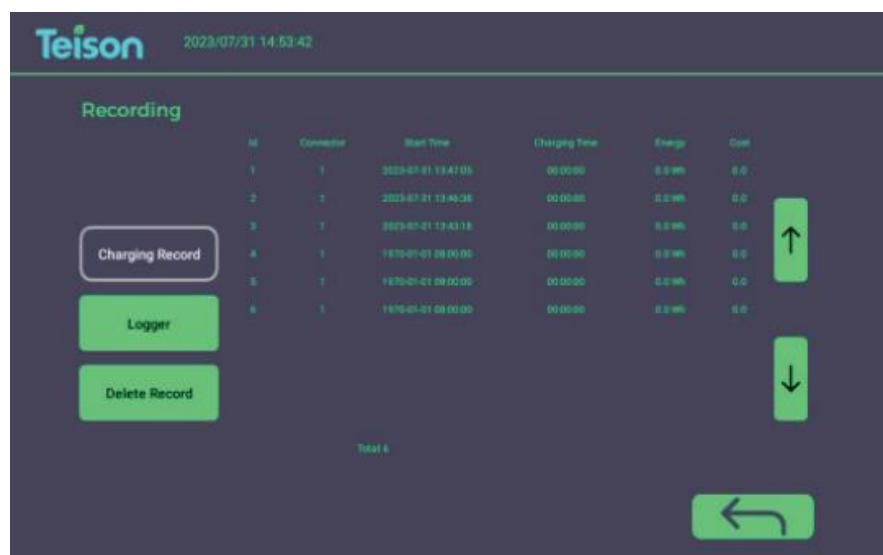 Teison 2023/07/31 14:53:42
Recording
Id Connector Start Time Charging Time Energy Cost
1 1 2023-07-31 13:47:05 00:00:00 0.0 Wh 0.0
2 1 2023-07-31 13:46:38 00:00:00 0.0 Wh 0.0
3 1 2023-07-31 13:43:18 00:00:00 0.0 Wh 0.0
4 1 1970-01-01 08:00:00 00:00:00 0.0 Wh 0.0
5 1 1970-01-01 08:00:00 00:00:00 0.0 Wh 0.0
6 1 1970-01-01 08:00:00 00:00:00 0.0 Wh 0.0
Charging Record
Logger
Delete Record
Total 6